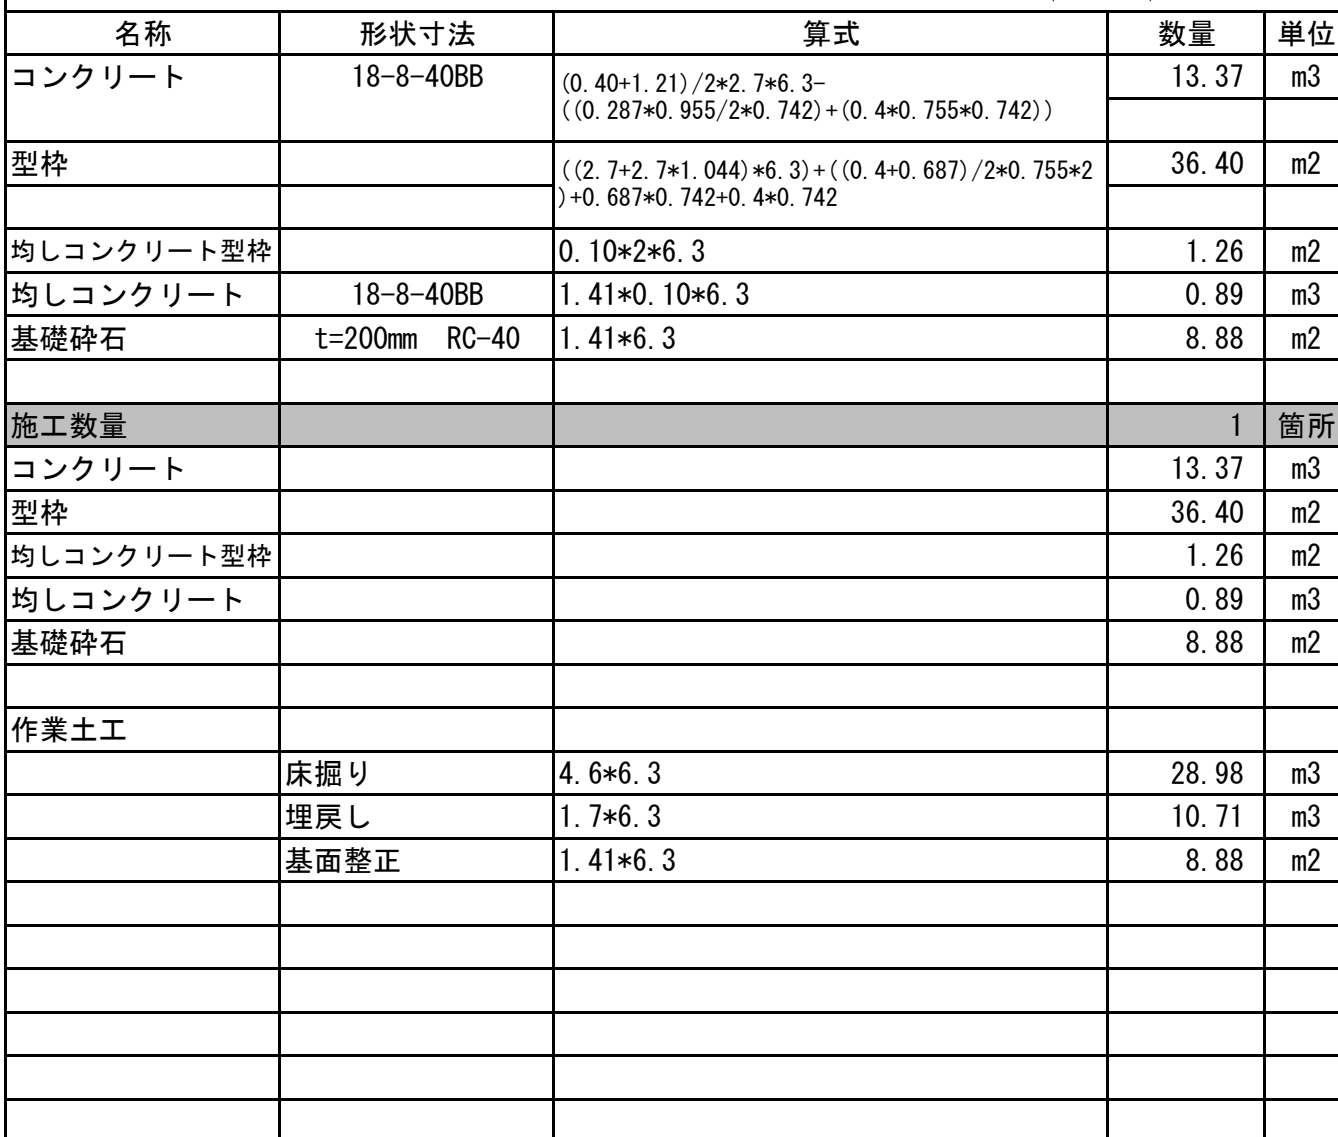 名称 形状寸法 算式 数量 単位
コンクリート 18-8-40BB (0.40+1.21)/2*2.7*6.3- 13.37 m3
((0.287*0.955/2*0.742)+(0.4*0.755*0.742))
型枠 ((2.7+2.7*1.044)*6.3)+((0.4+0.687)/2*0.755*2 36.40 m2
)+0.687*0.742+0.4*0.742
均しコンクリート型枠 0.10*2*6.3 1.26 m2
均しコンクリート 18-8-40BB 1.41*0.10*6.3 0.89 m3
基礎砕石 t=200mm RC-40 1.41*6.3 8.88 m2
施工数量 1 箇所
コンクリート 13.37 m3
型枠 36.40 m2
均しコンクリート型枠 1.26 m2
均しコンクリート 0.89 m3
基礎砕石 8.88 m2
作業土工
床掘り 4.6*6.3 28.98 m3
埋戻し 1.7*6.3 10.71 m3
基面整正 1.41*6.3 8.88 m2